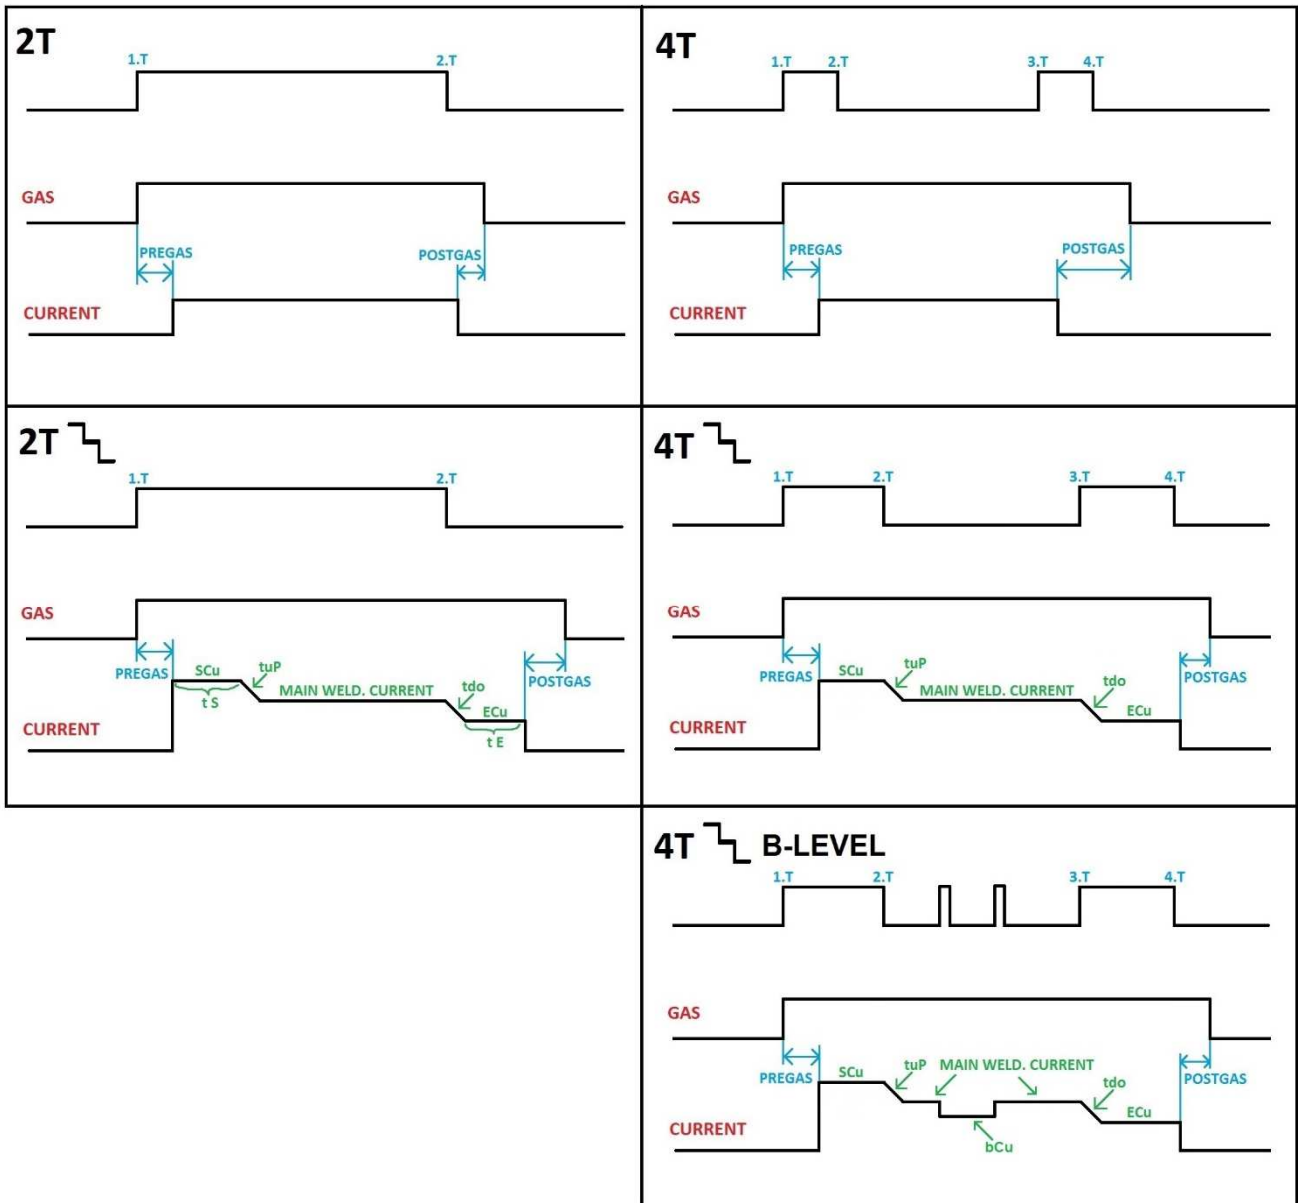 2T
1.T
2.T
GAS
PREGAS
POSTGAS
CURRENT
4T
1.T
2.T
3.T
4.T
GAS
PREGAS
POSTGAS
CURRENT
2T
1.T
2.T
GAS
PREGAS
SCu
tuP
MAIN WELD. CURRENT
tdo
ECu
POSTGAS
t S
t E
CURRENT
4T
1.T
2.T
3.T
4.T
GAS
PREGAS
SCu
tuP
MAIN WELD. CURRENT
tdo
ECu
POSTGAS
CURRENT
4T B-LEVEL
1.T
2.T
3.T
4.T
GAS
PREGAS
SCu
tuP
MAIN WELD. CURRENT
tdo
ECu
POSTGAS
CURRENT
bCu